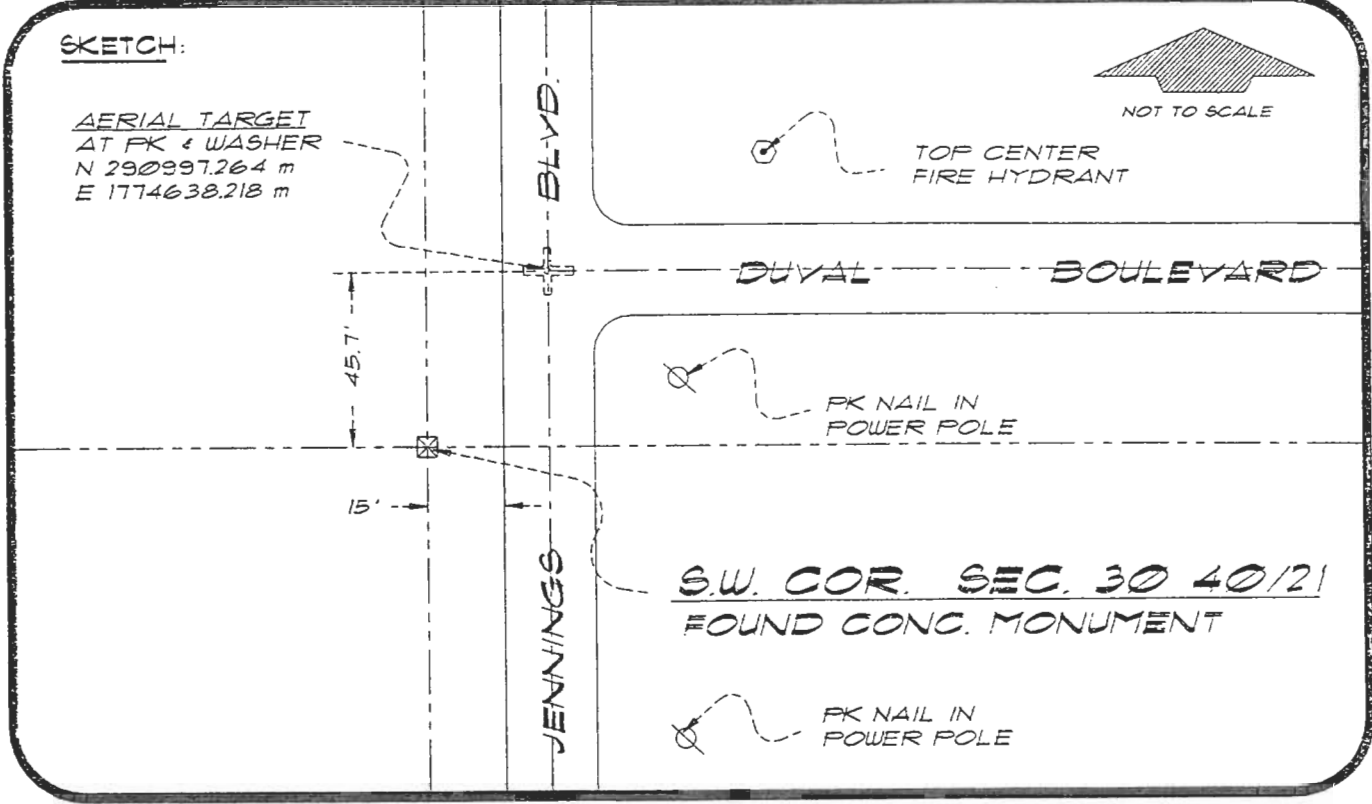 SKETCH:
AERIAL TARGET
AT PK & WASHER
N 290997.264 m
E 1774638.218 m
BLVD.
NOT TO SCALE
TOP CENTER
FIRE HYDRANT
DUVAL BOULEVARD
45.7'
PK NAIL IN
POWER POLE
15'
JENNINGS
S.W. COR. SEC. 30 40/21
FOUND CONC. MONUMENT
PK NAIL IN
POWER POLE